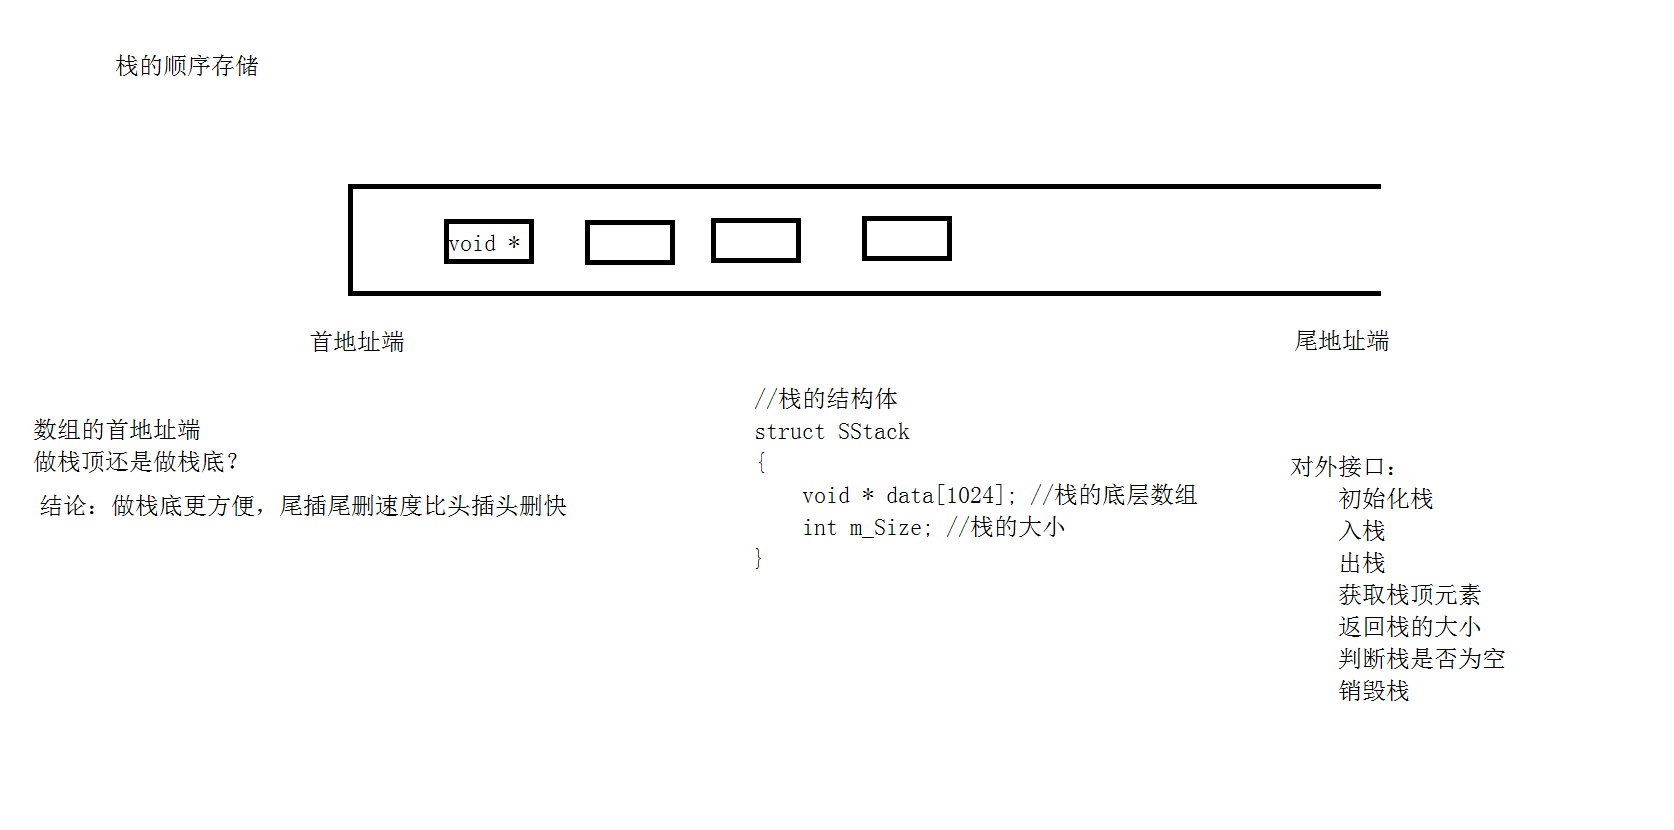 栈的顺序存储
void *
首地址端
尾地址端
数组的首地址端
做栈顶还是做栈底？
结论：做栈底更方便，尾插尾删速度比头插头删快
//栈的结构体
struct SStack
{
void * data[1024]; //栈的底层数组
int m_Size; //栈的大小
}
对外接口：
初始化栈
入栈
出栈
获取栈顶元素
返回栈的大小
判断栈是否为空
销毁栈